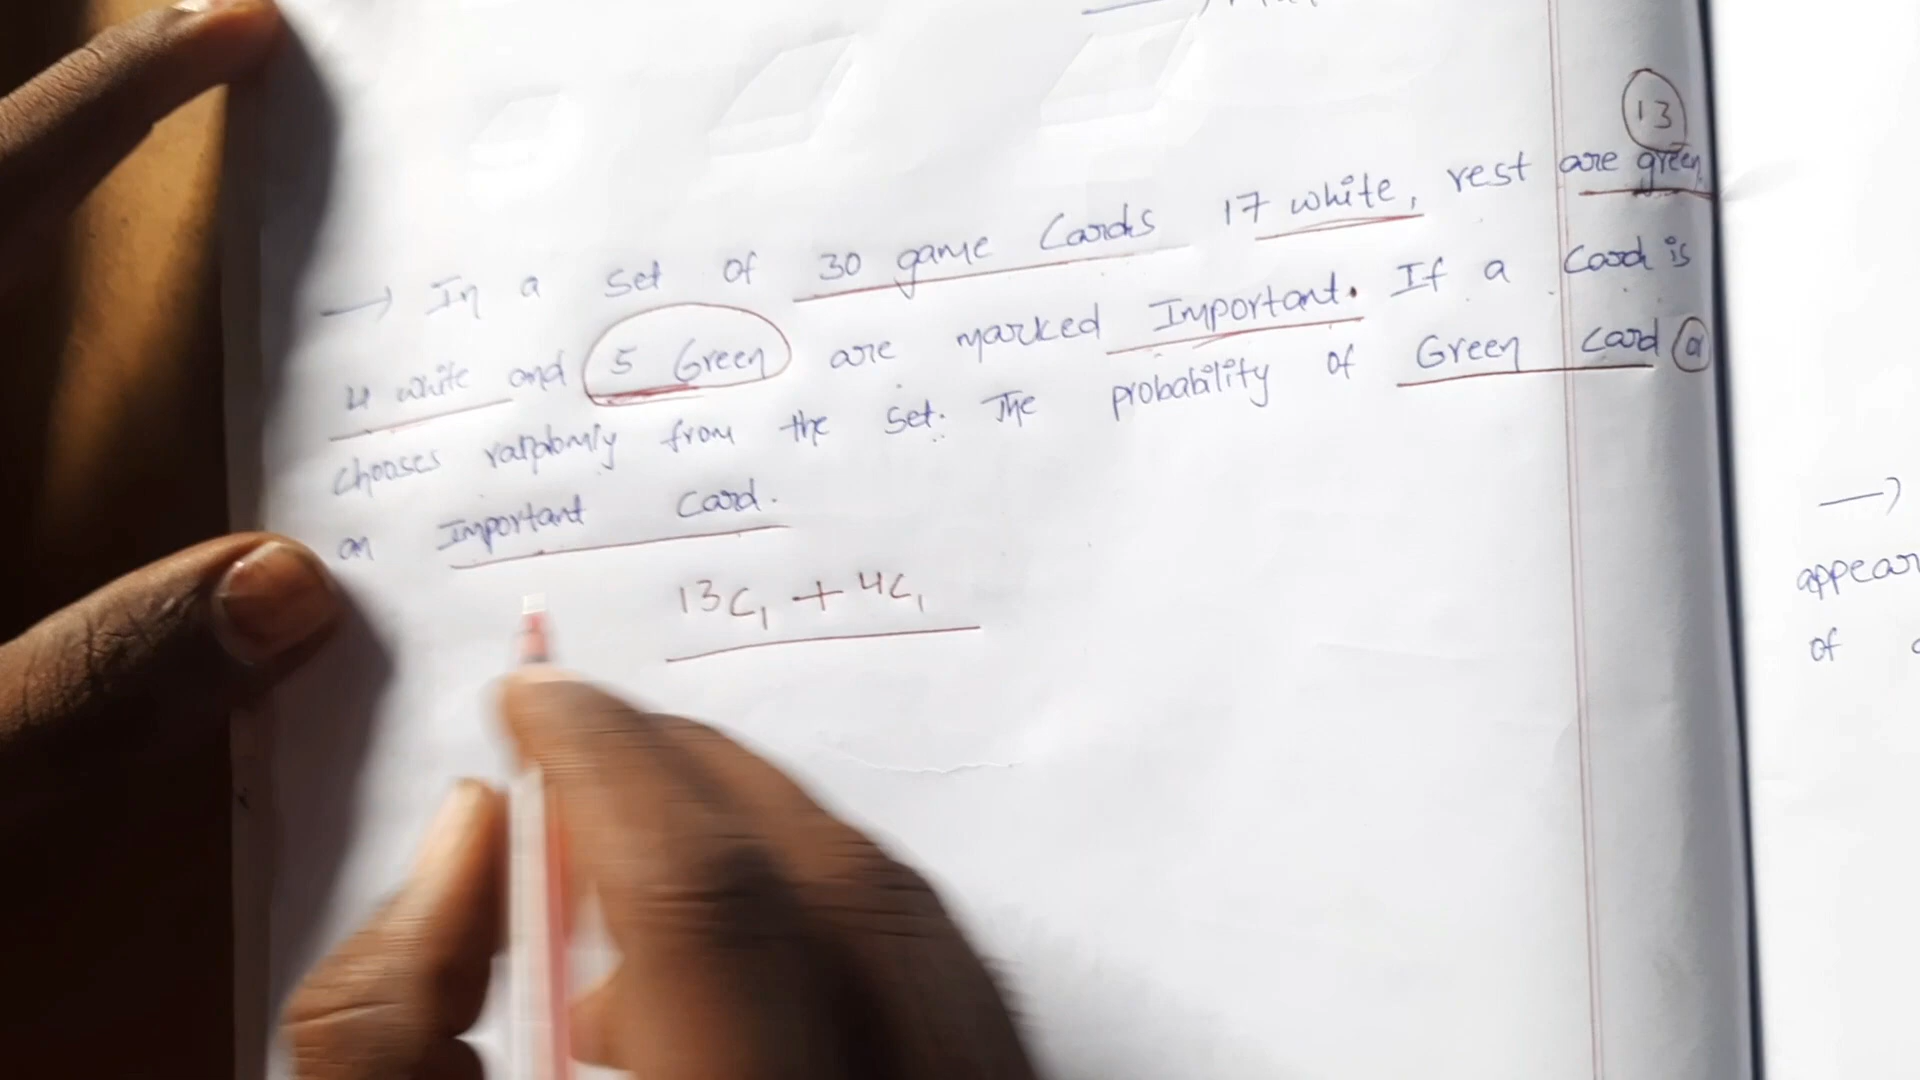 13
→ In a set of 30 game Cards 17 white, rest are green.
4 white and 5 Green are marked Important. If a Card is
chooses randomly from the set. The probability of Green card or
an Important Card.
13C₁ + 4C₁
→
appear
of